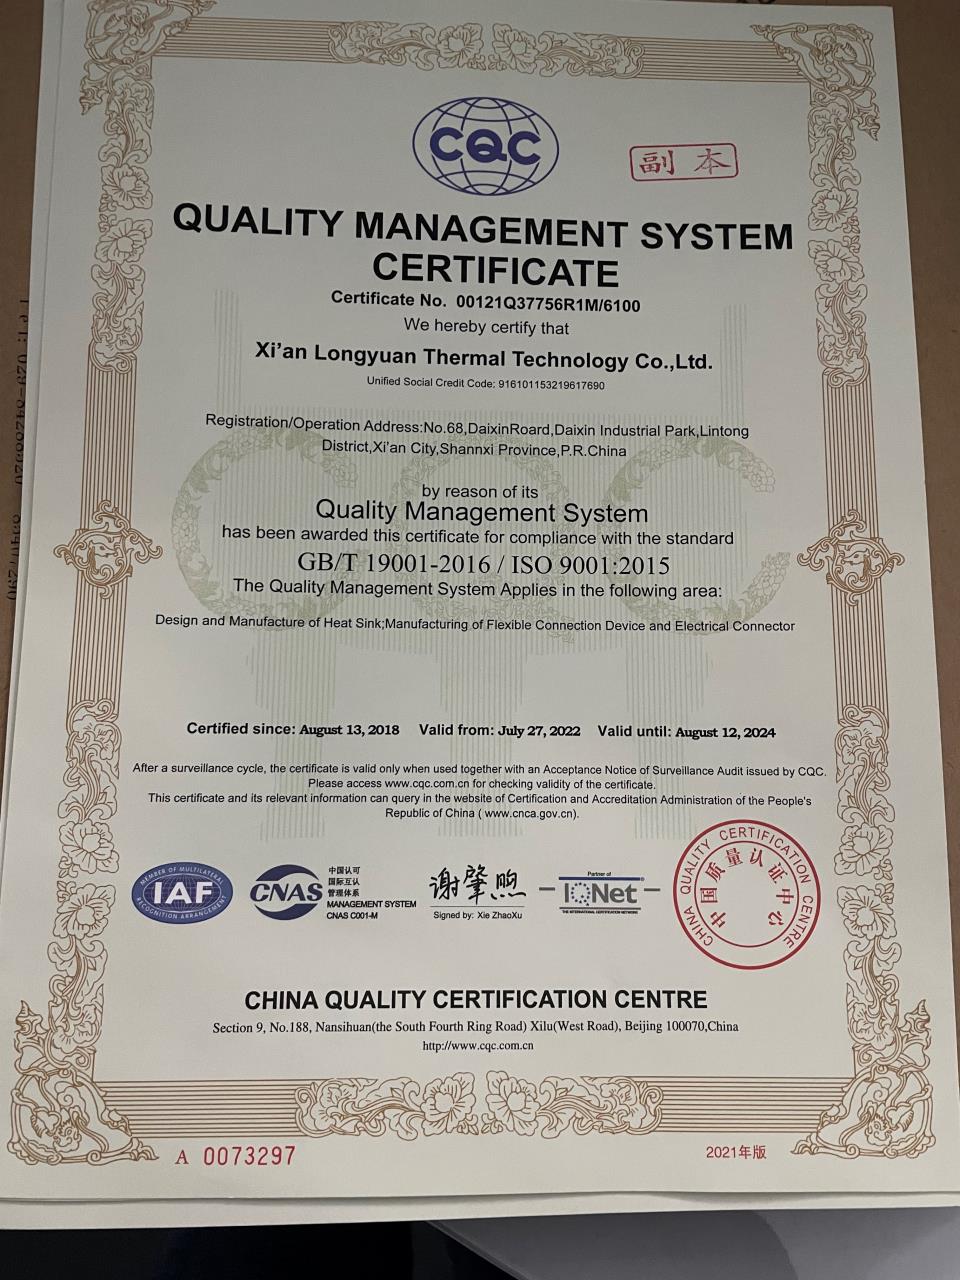 CQC
副 本
QUALITY MANAGEMENT SYSTEM
CERTIFICATE
Certificate No. 00121Q37756R1M/6100
We hereby certify that
Xi’an Longyuan Thermal Technology Co.,Ltd.
Unified Social Credit Code: 916101153219617690
Registration/Operation Address:No.68,DaixinRoard,Daixin Industrial Park,Lintong
District,Xi’an City,Shannxi Province,P.R.China
by reason of its
Quality Management System
has been awarded this certificate for compliance with the standard
GB/T 19001-2016 / ISO 9001:2015
The Quality Management System Applies in the following area:
Design and Manufacture of Heat Sink;Manufacturing of Flexible Connection Device and Electrical Connector
Certified since: August 13, 2018 Valid from: July 27, 2022 Valid until: August 12, 2024
After a surveillance cycle, the certificate is valid only when used together with an Acceptance Notice of Surveillance Audit issued by CQC.
Please access www.cqc.com.cn for checking validity of the certificate.
This certificate and its relevant information can query in the website of Certification and Accreditation Administration of the People's
Republic of China ( www.cnca.gov.cn).
MEMBER OF MULTILATERAL
IAF
RECOGNITION ARRANGEMENT
CNAS
中国认可
国际互认
管理体系
MANAGEMENT SYSTEM
CNAS C001-M
谢肇煦
Signed by: Xie ZhaoXu
Partner of
IQNet
THE INTERNATIONAL CERTIFICATION NETWORK
CHINA QUALITY CERTIFICATION CENTRE
中国质量认证中心
CHINA QUALITY CERTIFICATION CENTRE
Section 9, No.188, Nansihuan(the South Fourth Ring Road) Xilu(West Road), Beijing 100070,China
http://www.cqc.com.cn
A 0073297
2021年版